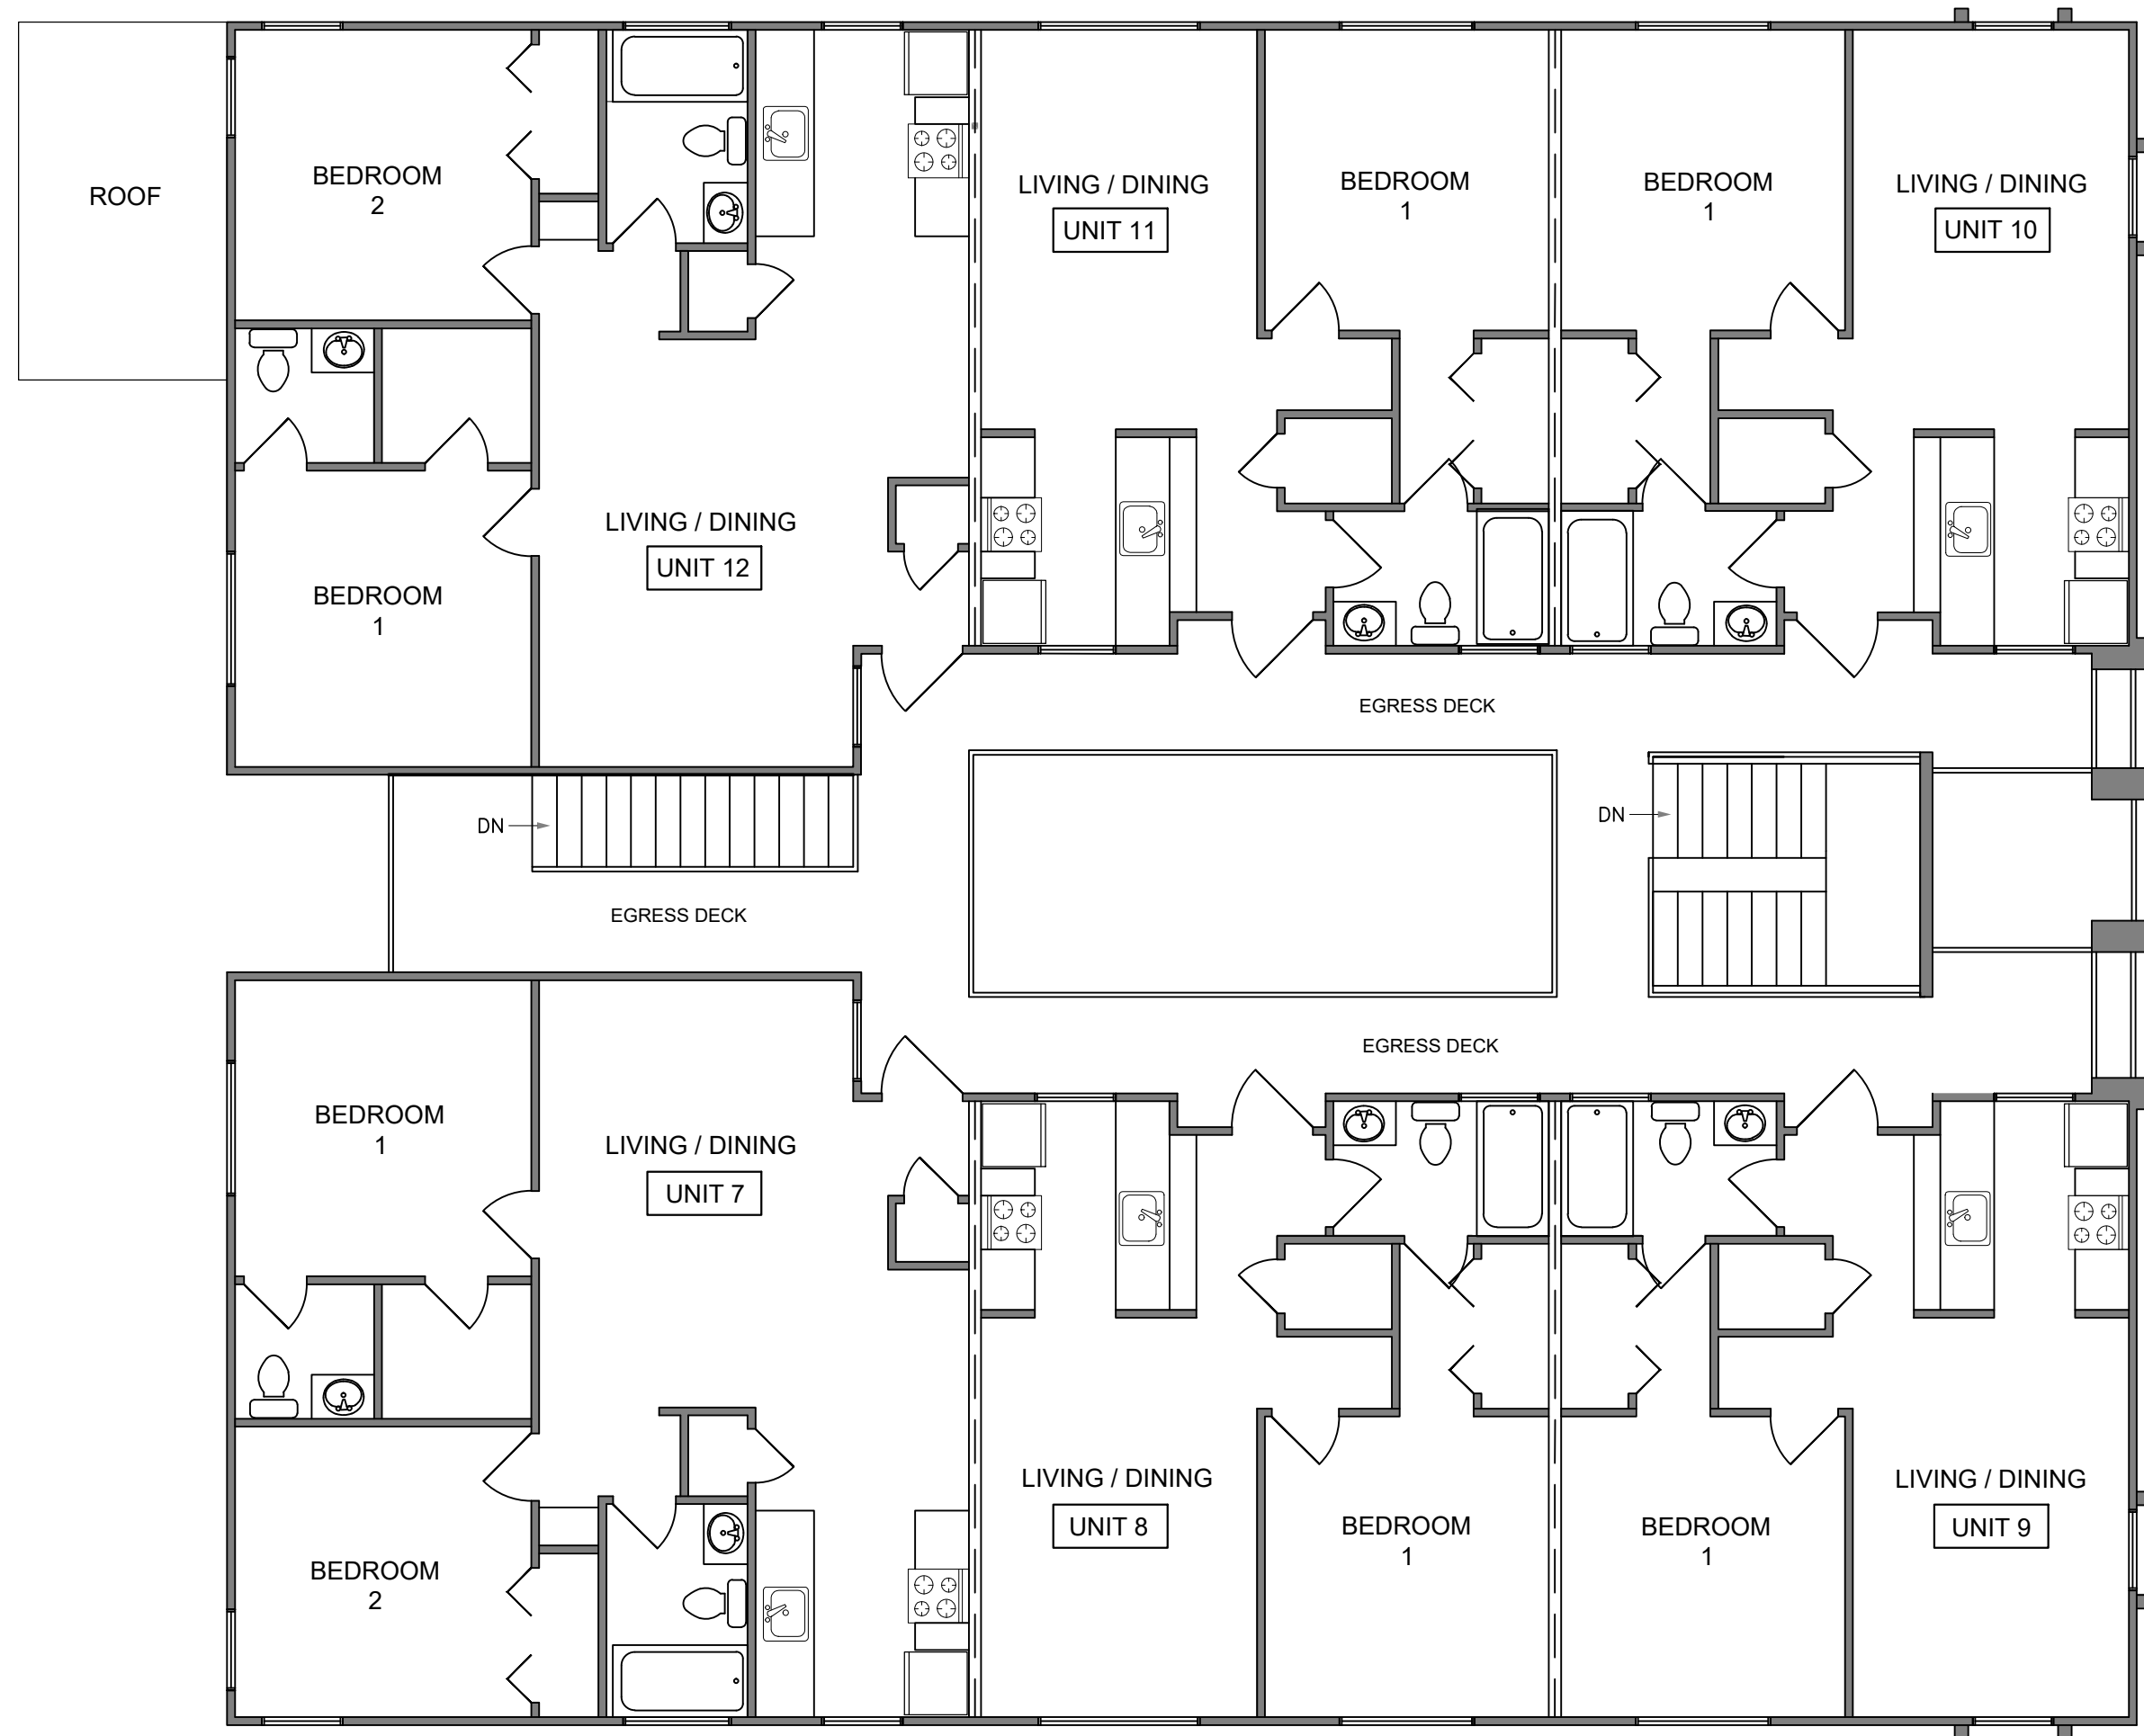 ROOF
BEDROOM
2
LIVING / DINING
UNIT 11
BEDROOM
1
BEDROOM
1
LIVING / DINING
UNIT 10
BEDROOM
1
LIVING / DINING
UNIT 12
EGRESS DECK
DN
DN
EGRESS DECK
EGRESS DECK
BEDROOM
1
LIVING / DINING
UNIT 7
LIVING / DINING
UNIT 8
BEDROOM
1
BEDROOM
1
LIVING / DINING
UNIT 9
BEDROOM
2